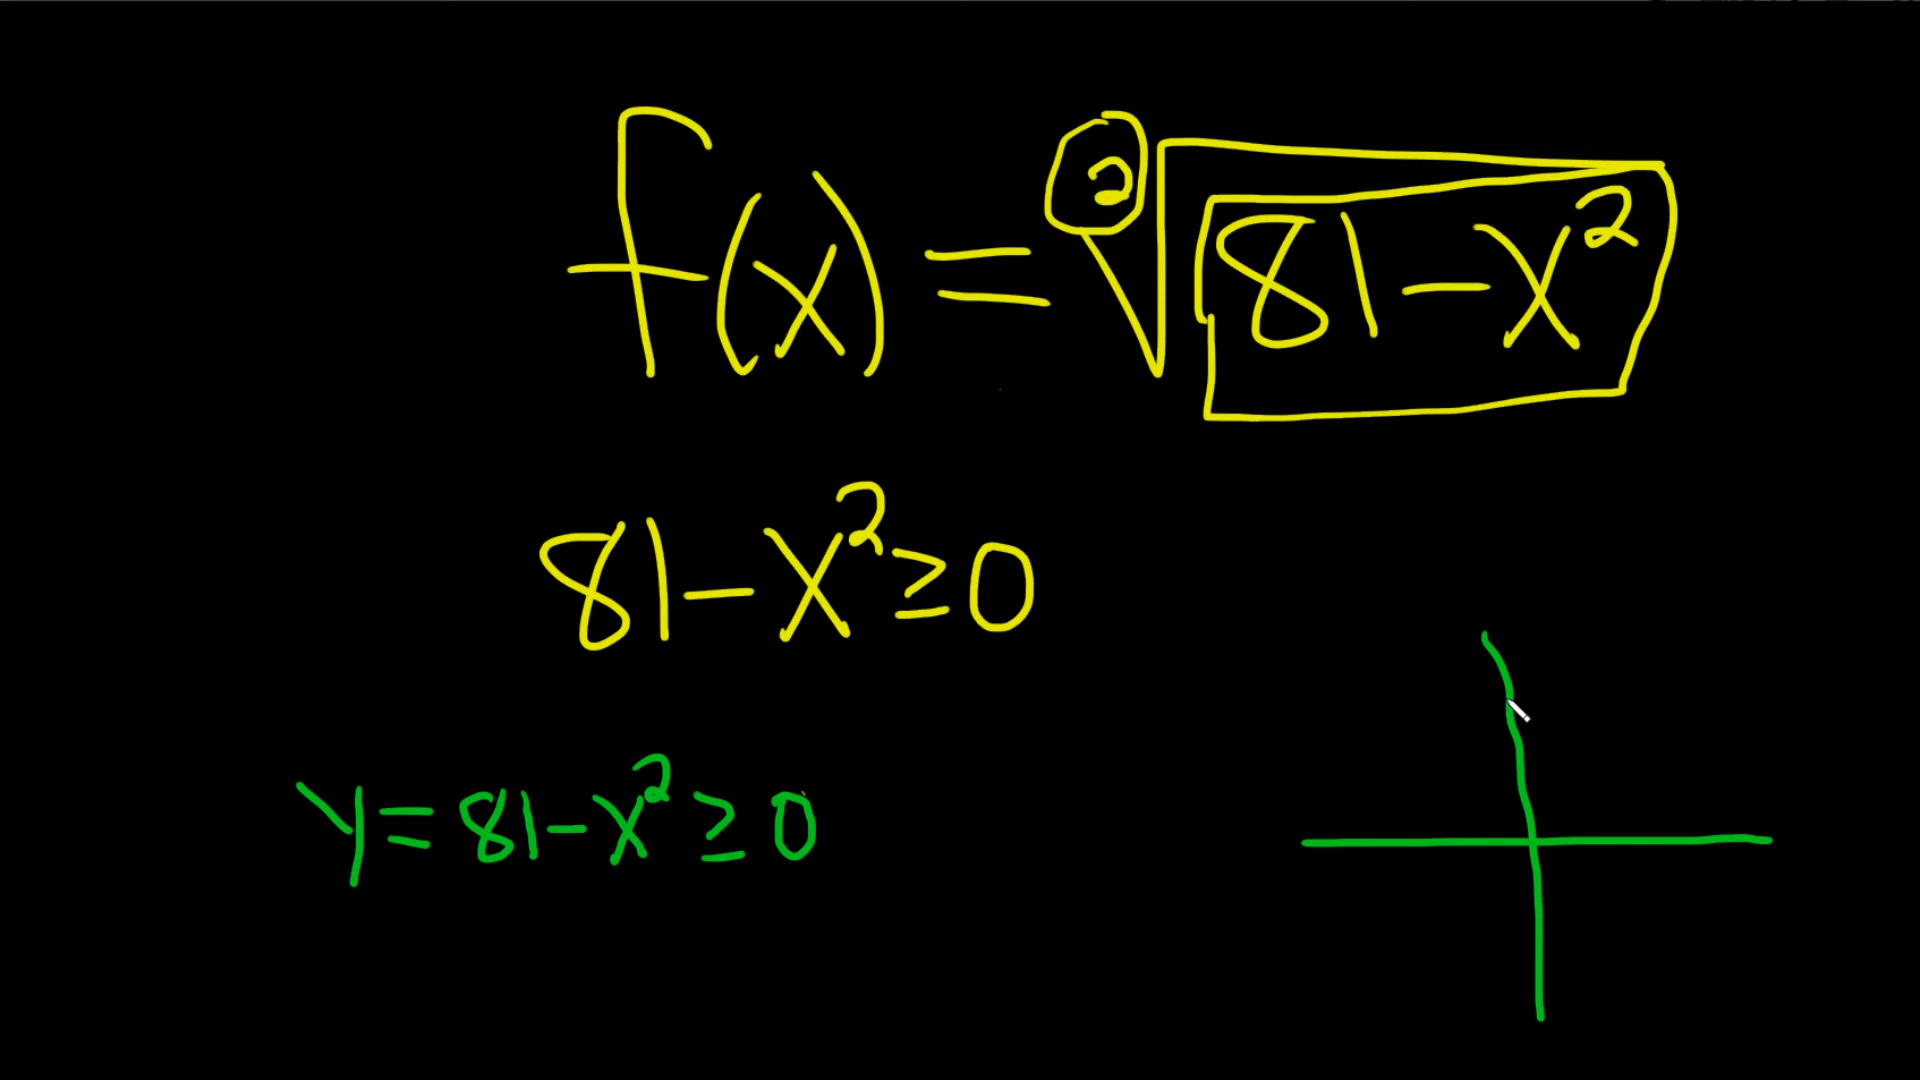 f(x) = ²√81-x²
81-x² ≥ 0
y = 81-x² ≥ 0